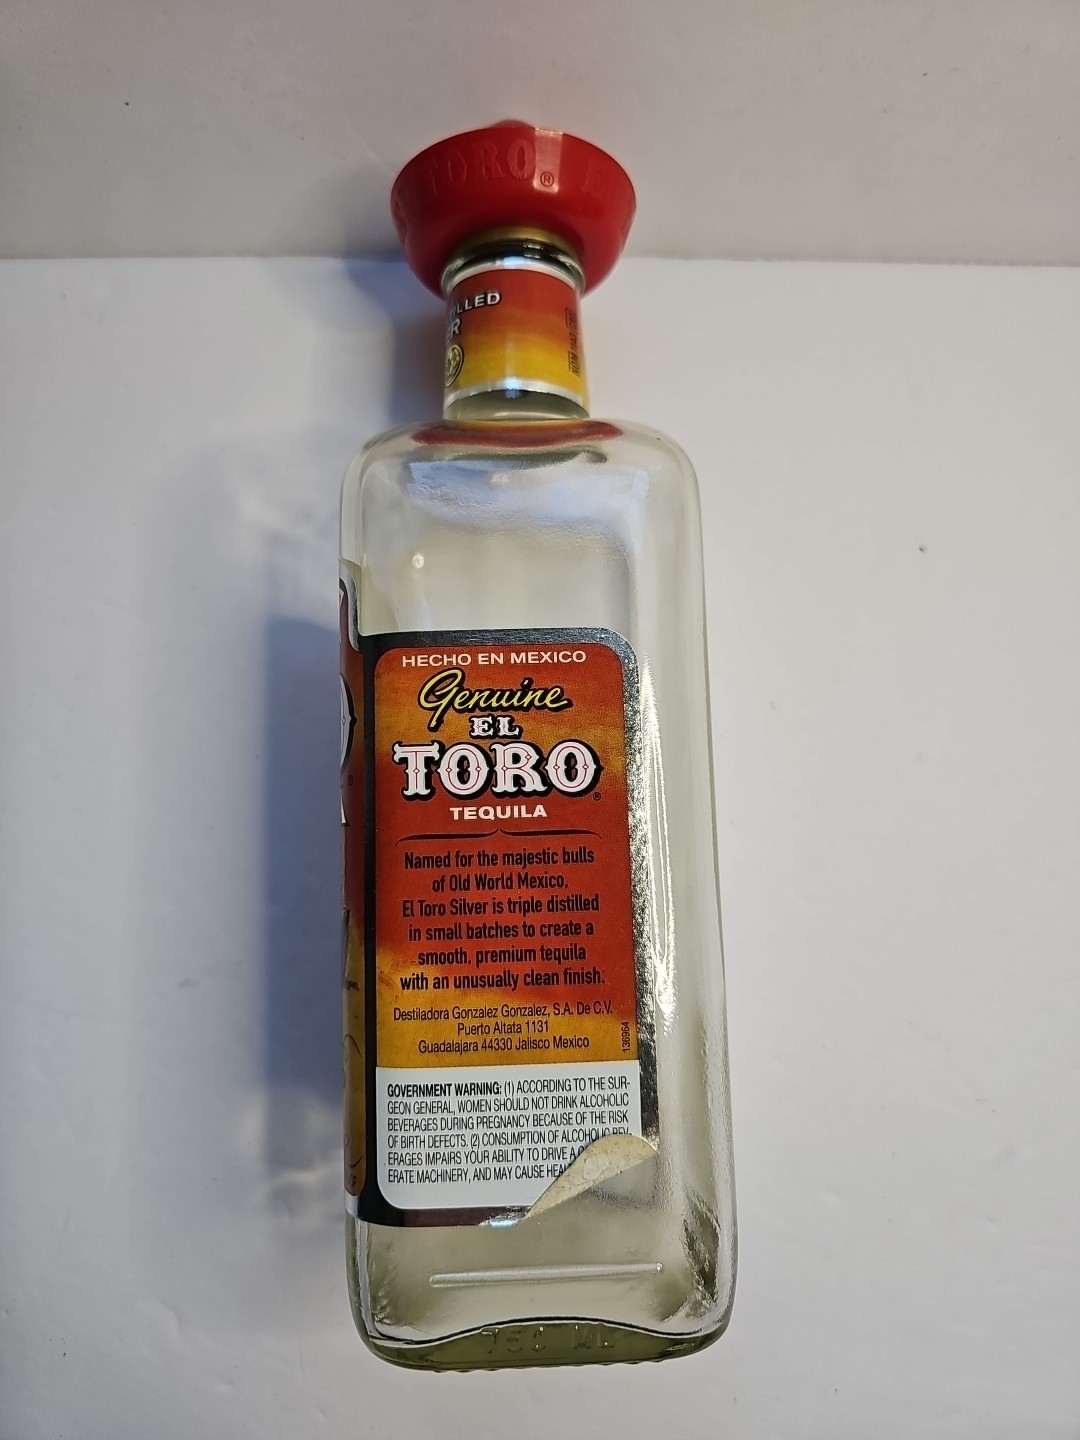 TORO®
HECHO EN MEXICO
Genuine
EL
TORO®
TEQUILA
Named for the majestic bulls
of Old World Mexico,
El Toro Silver is triple distilled
in small batches to create a
smooth, premium tequila
with an unusually clean finish.
Destiladora Gonzalez Gonzalez, S.A. De C.V.
Puerto Altata 1131
Guadalajara 44330 Jalisco Mexico
136964
GOVERNMENT WARNING: (1) ACCORDING TO THE SUR-
GEON GENERAL, WOMEN SHOULD NOT DRINK ALCOHOLIC
BEVERAGES DURING PREGNANCY BECAUSE OF THE RISK
OF BIRTH DEFECTS. (2) CONSUMPTION OF ALCOHOLIC BEV-
ERAGES IMPAIRS YOUR ABILITY TO DRIVE A
ERATE MACHINERY, AND MAY CAUSE
750 ML